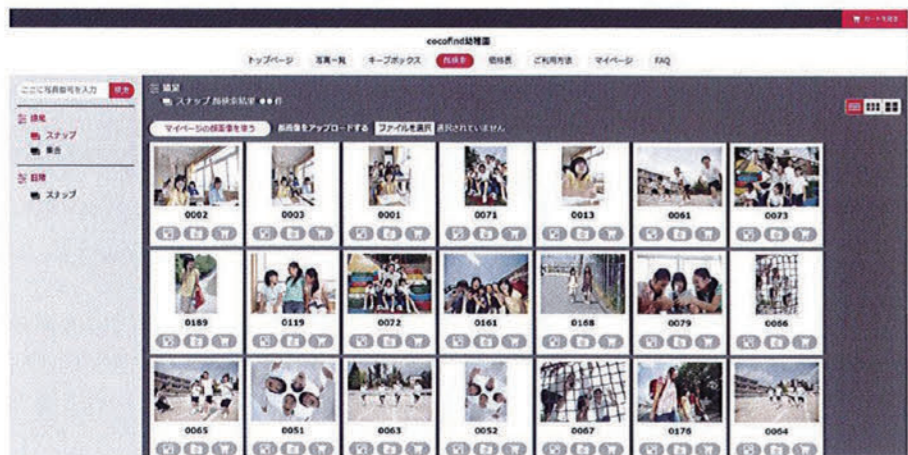 カートを見る
cocofind幼稚園
トップページ 写真一覧 キープボックス 顔検索 価格表 ご利用方法 マイページ FAQ
ここに写真番号を入力 検索
遠足
スナップ
集合
スナップ
遠足
スナップ 顔検索結果 件
マイページの顔画像を使う 顔画像をアップロードする ファイルを選択 選択されていません
0002 0003 0001 0071 0013 0061 0073
0189 0119 0072 0161 0168 0079 0066
0065 0051 0063 0052 0067 0176 0064